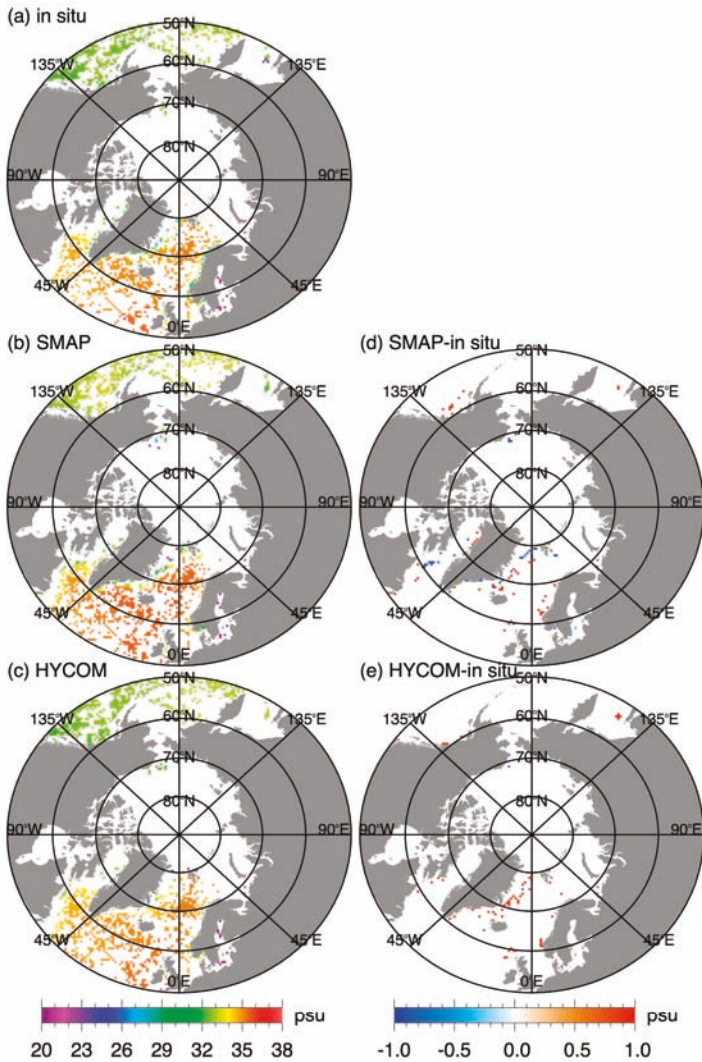 (a) in situ
50°N
60°N
70°N
80°N
135°W
135°E
90°W
90°E
45°W
0°E
45°E
(b) SMAP
50°N
60°N
70°N
80°N
135°W
135°E
90°W
90°E
45°W
0°E
45°E
(d) SMAP-in situ
50°N
60°N
70°N
80°N
135°W
135°E
90°W
90°E
45°W
0°E
45°E
(c) HYCOM
50°N
60°N
70°N
80°N
135°W
135°E
90°W
90°E
45°W
0°E
45°E
(e) HYCOM-in situ
50°N
60°N
70°N
80°N
135°W
135°E
90°W
90°E
45°W
0°E
45°E
psu
20 23 26 29 32 35 38
psu
-1.0 -0.5 0.0 0.5 1.0